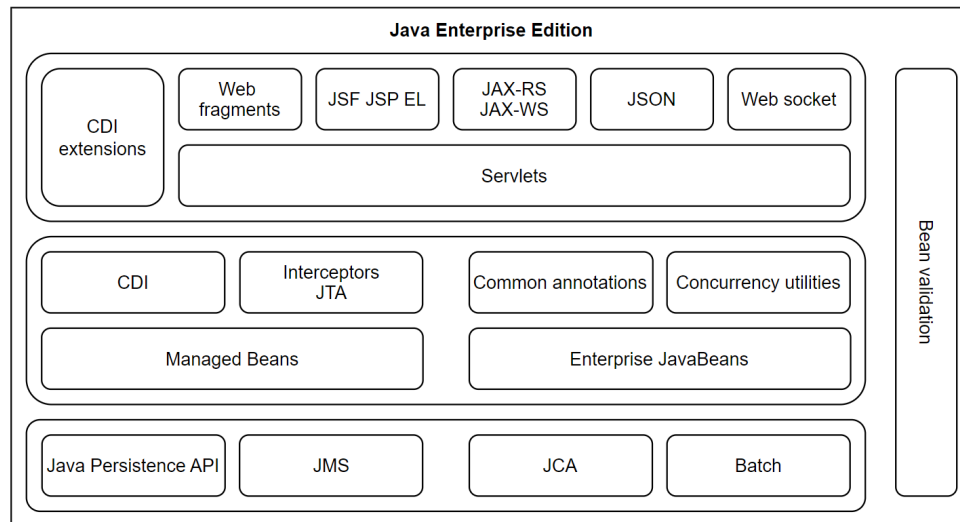 Java Enterprise Edition
CDI
extensions
Web
fragments
JSF JSP EL
JAX-RS
JAX-WS
JSON
Web socket
Servlets
CDI
Interceptors
JTA
Common annotations
Concurrency utilities
Managed Beans
Enterprise JavaBeans
Java Persistence API
JMS
JCA
Batch
Bean validation